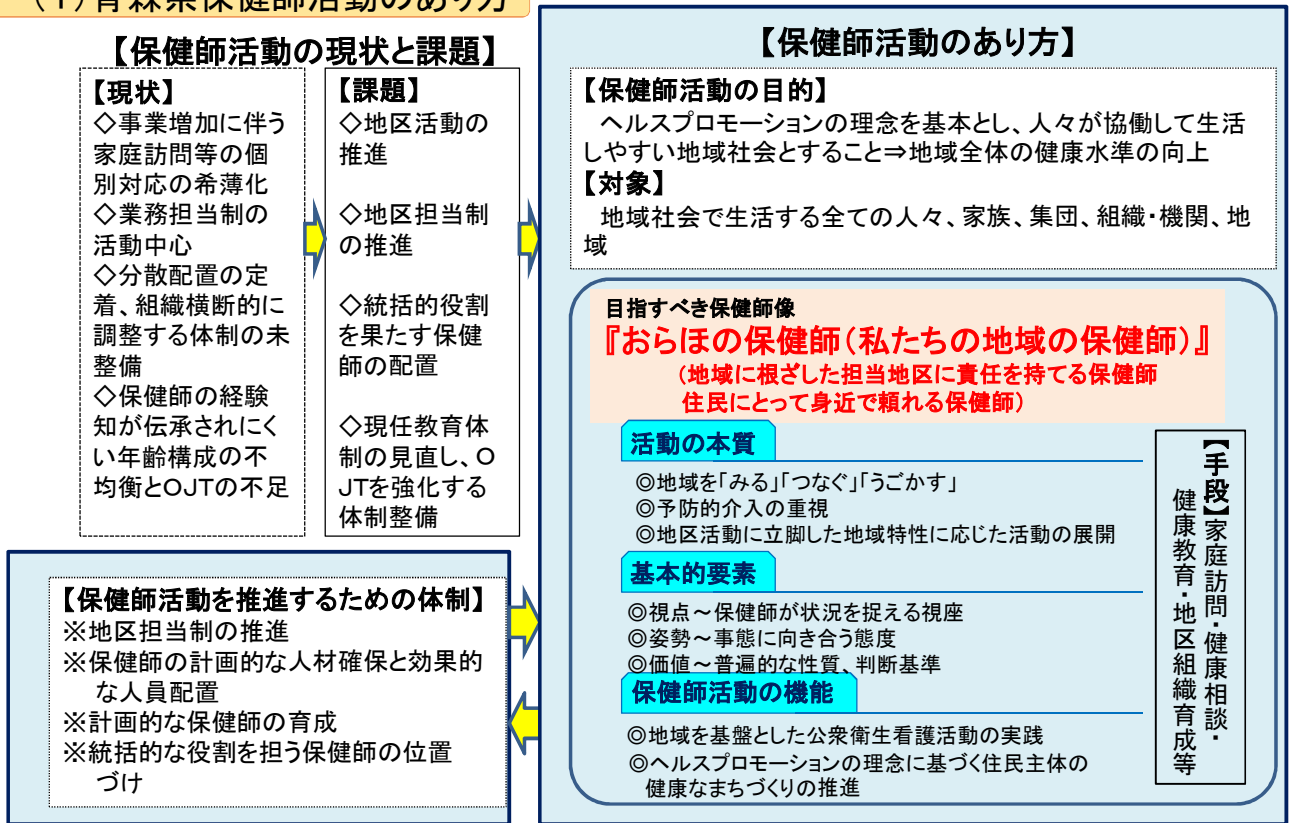 (1)青森県保健師活動のあり方
【保健師活動の現状と課題】
【現状】
◇事業増加に伴う
家庭訪問等の個
別対応の希薄化
◇業務担当制の
活動中心
◇分散配置の定
着、組織横断的に
調整する体制の未
整備
◇保健師の経験
知が伝承されにく
い年齢構成の不
均衡とOJTの不足
【課題】
◇地区活動の
推進
◇地区担当制
の推進
◇統括的役割
を果たす保健
師の配置
◇現任教育体
制の見直し、O
JTを強化する
体制整備
【保健師活動を推進するための体制】
※地区担当制の推進
※保健師の計画的な人材確保と効果的
な人員配置
※計画的な保健師の育成
※統括的な役割を担う保健師の位置
づけ
【保健師活動のあり方】
【保健師活動の目的】
ヘルスプロモーションの理念を基本とし、人々が協働して生活
しやすい地域社会とすること⇒地域全体の健康水準の向上
【対象】
地域社会で生活する全ての人々、家族、集団、組織・機関、地
域
目指すべき保健師像
『おらほの保健師(私たちの地域の保健師)』
(地域に根ざした担当地区に責任を持てる保健師
住民にとって身近で頼れる保健師)
活動の本質
◎地域を「みる」「つなぐ」「うごかす」
◎予防的介入の重視
◎地区活動に立脚した地域特性に応じた活動の展開
基本的要素
◎視点～保健師が状況を捉える視座
◎姿勢～事態に向き合う態度
◎価値～普遍的な性質、判断基準
保健師活動の機能
◎地域を基盤とした公衆衛生看護活動の実践
◎ヘルスプロモーションの理念に基づく住民主体の
健康なまちづくりの推進
【手段】家庭訪問・健康相談・
健康教育・地区組織育成等